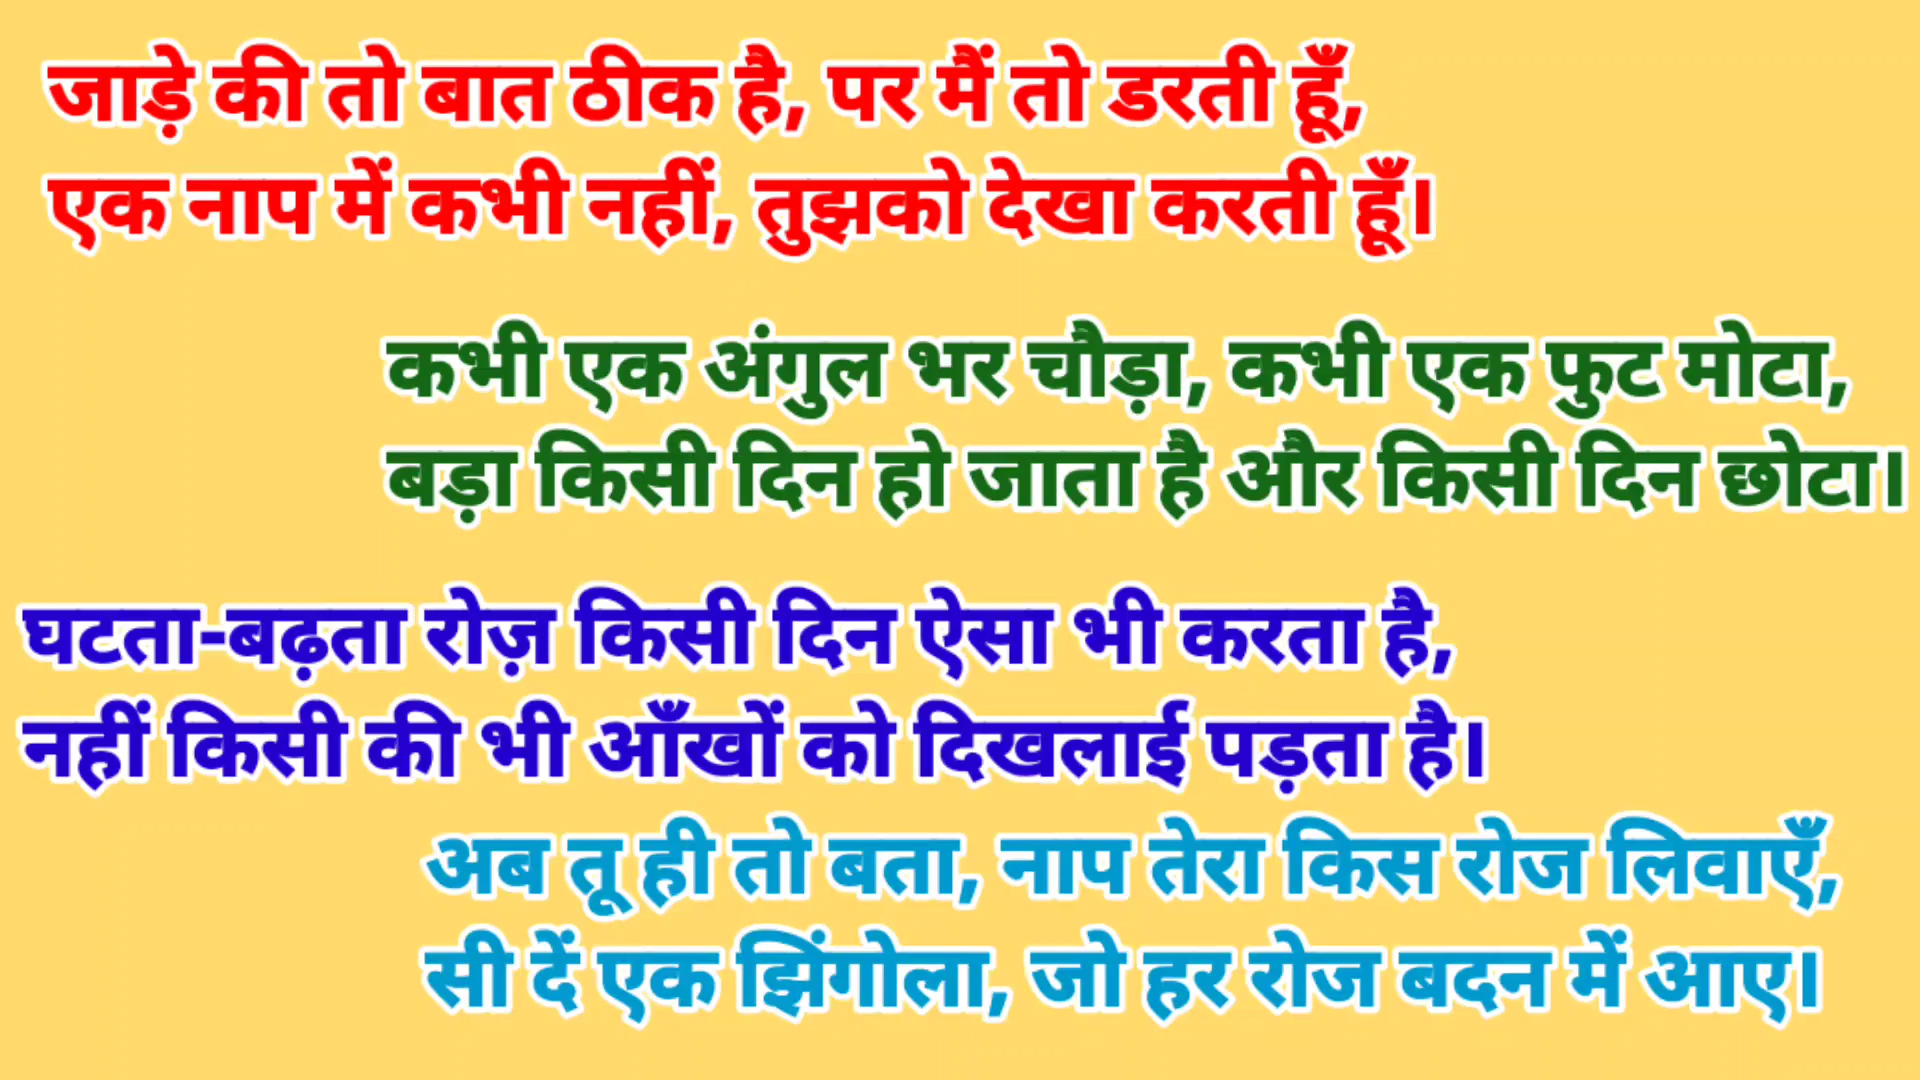 जाड़े की तो बात ठीक है, पर मैं तो डरती हूँ,
एक नाप में कभी नहीं, तुझको देखा करती हूँ।
कभी एक अंगुल भर चौड़ा, कभी एक फुट मोटा,
बड़ा किसी दिन हो जाता है और किसी दिन छोटा।
घटता-बढ़ता रोज़ किसी दिन ऐसा भी करता है,
नहीं किसी की भी आँखों को दिखलाई पड़ता है।
अब तू ही तो बता, नाप तेरा किस रोज लिवाएँ,
सी दें एक झिंगोला, जो हर रोज बदन में आए।